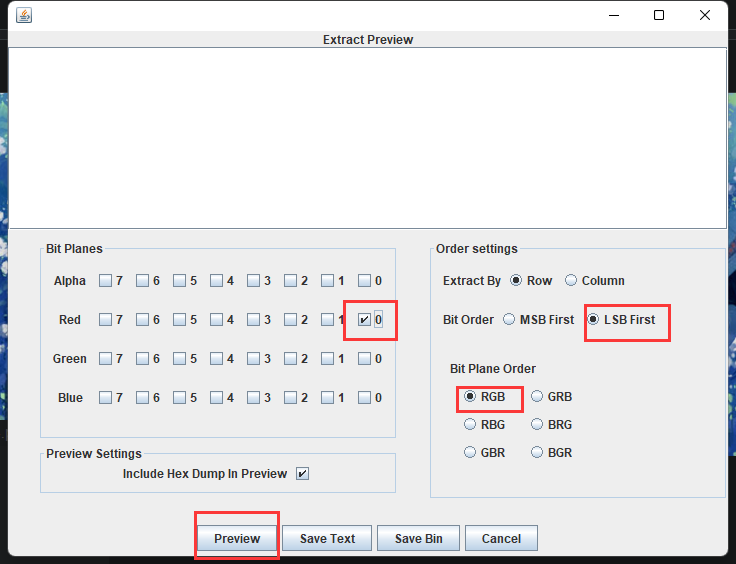 Extract Preview
Bit Planes
Alpha 7 6 5 4 3 2 1 0
Red 7 6 5 4 3 2 1 0
Green 7 6 5 4 3 2 1 0
Blue 7 6 5 4 3 2 1 0
Preview Settings
Include Hex Dump In Preview
Order settings
Extract By Row Column
Bit Order MSB First LSB First
Bit Plane Order
RGB GRB
RBG BRG
GBR BGR
Preview Save Text Save Bin Cancel